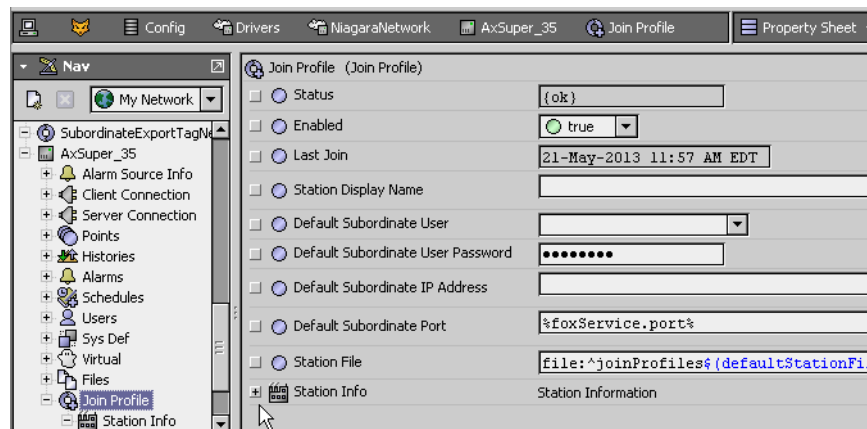 Config Drivers NiagaraNetwork AxSuper_35 Join Profile Property Sheet
Nav
My Network
SubordinateExportTagNe
AxSuper_35
Alarm Source Info
Client Connection
Server Connection
Points
Histories
Alarms
Schedules
Users
Sys Def
Virtual
Files
Join Profile
Station Info
Join Profile (Join Profile)
Status {ok}
Enabled true
Last Join 21-May-2013 11:57 AM EDT
Station Display Name
Default Subordinate User
Default Subordinate User Password ••••••••
Default Subordinate IP Address
Default Subordinate Port %foxService.port%
Station File file:^joinProfiles$(defaultStationFi
Station Info Station Information